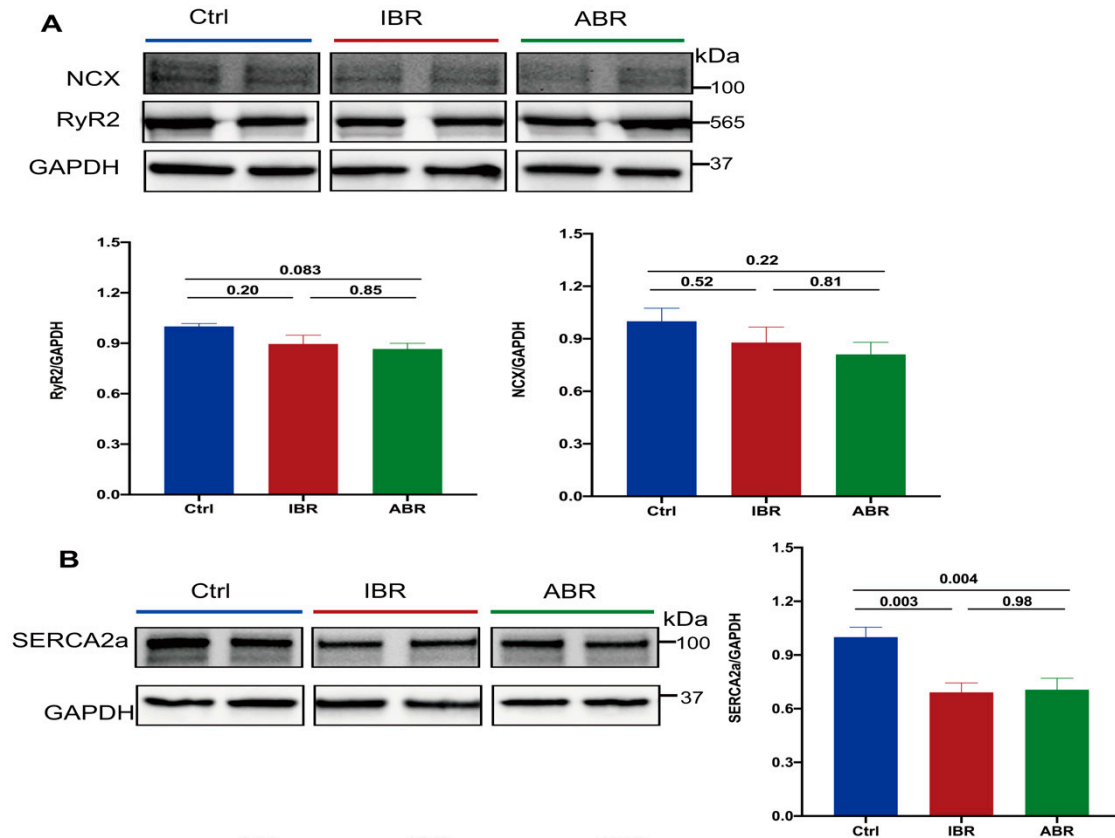 A
Ctrl IBR ABR
kDa
NCX
100
RyR2
565
GAPDH
37
1.5
1.2
0.9
0.6
0.3
0.0
RyR2/GAPDH
0.083
0.20 0.85
Ctrl IBR ABR
1.5
1.2
0.9
0.6
0.3
0.0
NCX/GAPDH
0.22
0.52 0.81
Ctrl IBR ABR
B
Ctrl IBR ABR
kDa
SERCA2a
100
GAPDH
37
1.5
1.2
0.9
0.6
0.3
0.0
SERCA2a/GAPDH
0.004
0.003 0.98
Ctrl IBR ABR